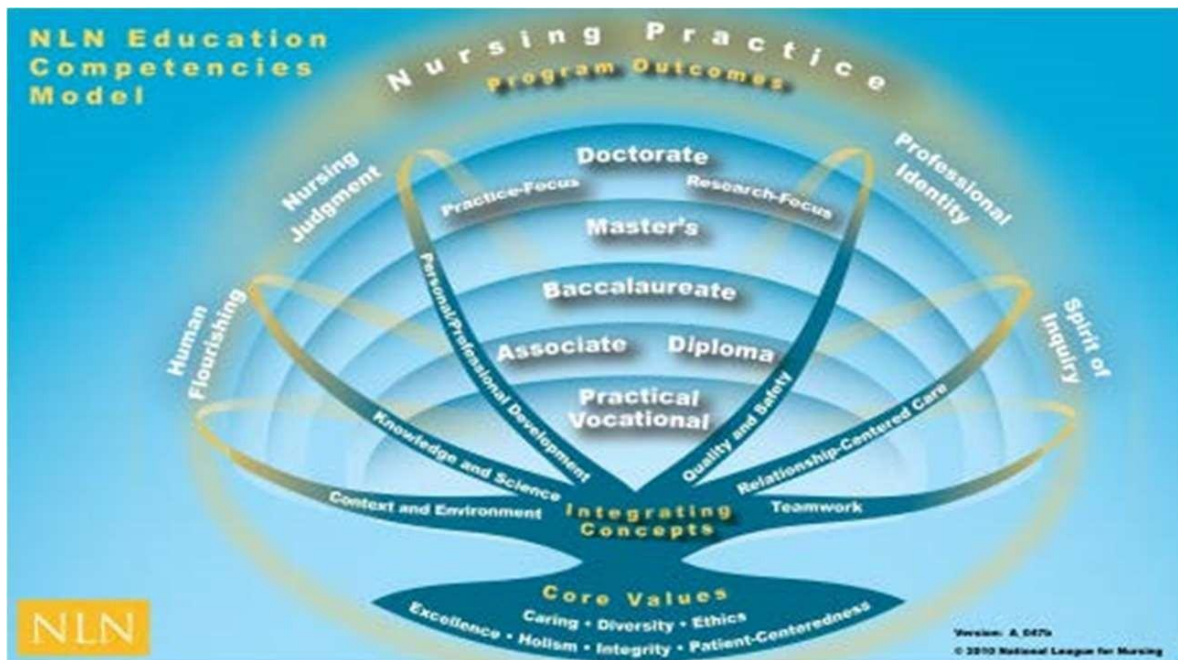 NLN Education
Competencies
Model
Nursing Practice
Program Outcomes
Doctorate
Practice-Focus
Research-Focus
Master's
Baccalaureate
Associate
Diploma
Practical
Vocational
Human
Flourishing
Nursing
Judgment
Professional
Identity
Spirit of
Inquiry
Context and Environment
Knowledge and Science
Personal/Professional Development
Quality and Safety
Relationship-Centered Care
Teamwork
Integrating
Concepts
Core Values
Caring • Diversity • Ethics
Excellence • Holism • Integrity • Patient-Centeredness
NLN
Version: A_047b
© 2010 National League for Nursing